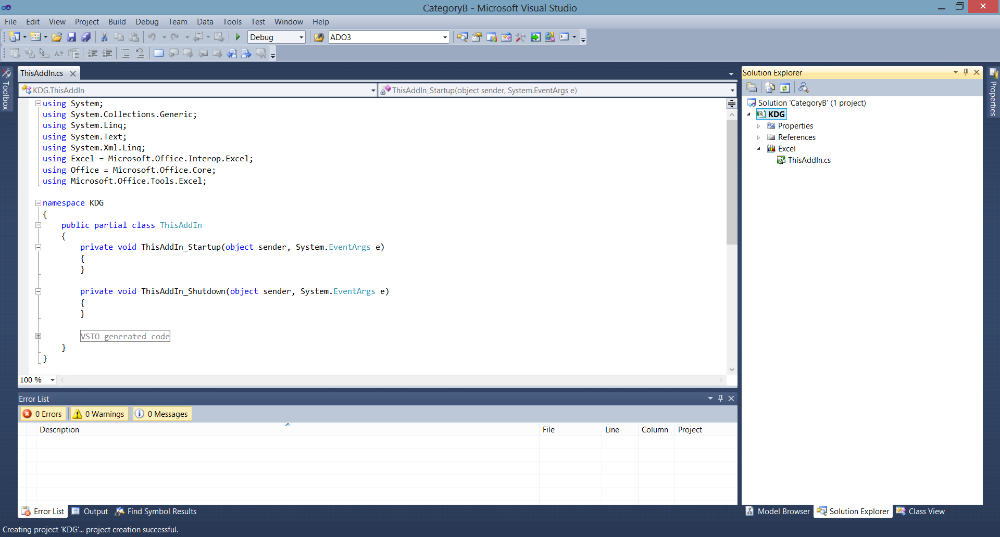 CategoryB - Microsoft Visual Studio
File Edit View Project Build Debug Team Data Tools Test Window Help
Debug ADO3
Toolbox
ThisAddIn.cs
KDG.ThisAddIn ThisAddIn_Startup(object sender, System.EventArgs e)
using System;
using System.Collections.Generic;
using System.Linq;
using System.Text;
using System.Xml.Linq;
using Excel = Microsoft.Office.Interop.Excel;
using Office = Microsoft.Office.Core;
using Microsoft.Office.Tools.Excel;
namespace KDG
{
public partial class ThisAddIn
{
private void ThisAddIn_Startup(object sender, System.EventArgs e)
{
}
private void ThisAddIn_Shutdown(object sender, System.EventArgs e)
{
}
VSTO generated code
}
}
100 %
Error List
0 Errors 0 Warnings 0 Messages
Description File Line Column Project
Error List Output Find Symbol Results
Solution Explorer
Solution 'CategoryB' (1 project)
KDG
Properties
References
Excel
ThisAddIn.cs
Model Browser Solution Explorer Class View
Properties
Creating project 'KDG'... project creation successful.